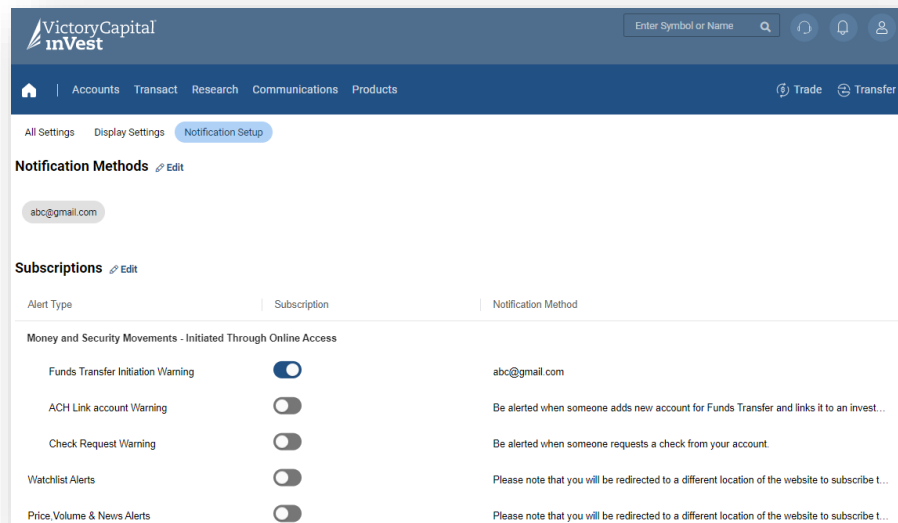 VictoryCapital
inVest
Enter Symbol or Name
Accounts Transact Research Communications Products
Trade Transfer
All Settings Display Settings Notification Setup
Notification Methods Edit
abc@gmail.com
Subscriptions Edit
Alert Type Subscription Notification Method
Money and Security Movements - Initiated Through Online Access
Funds Transfer Initiation Warning abc@gmail.com
ACH Link account Warning Be alerted when someone adds new account for Funds Transfer and links it to an invest...
Check Request Warning Be alerted when someone requests a check from your account.
Watchlist Alerts Please note that you will be redirected to a different location of the website to subscribe t...
Price,Volume & News Alerts Please note that you will be redirected to a different location of the website to subscribe t...